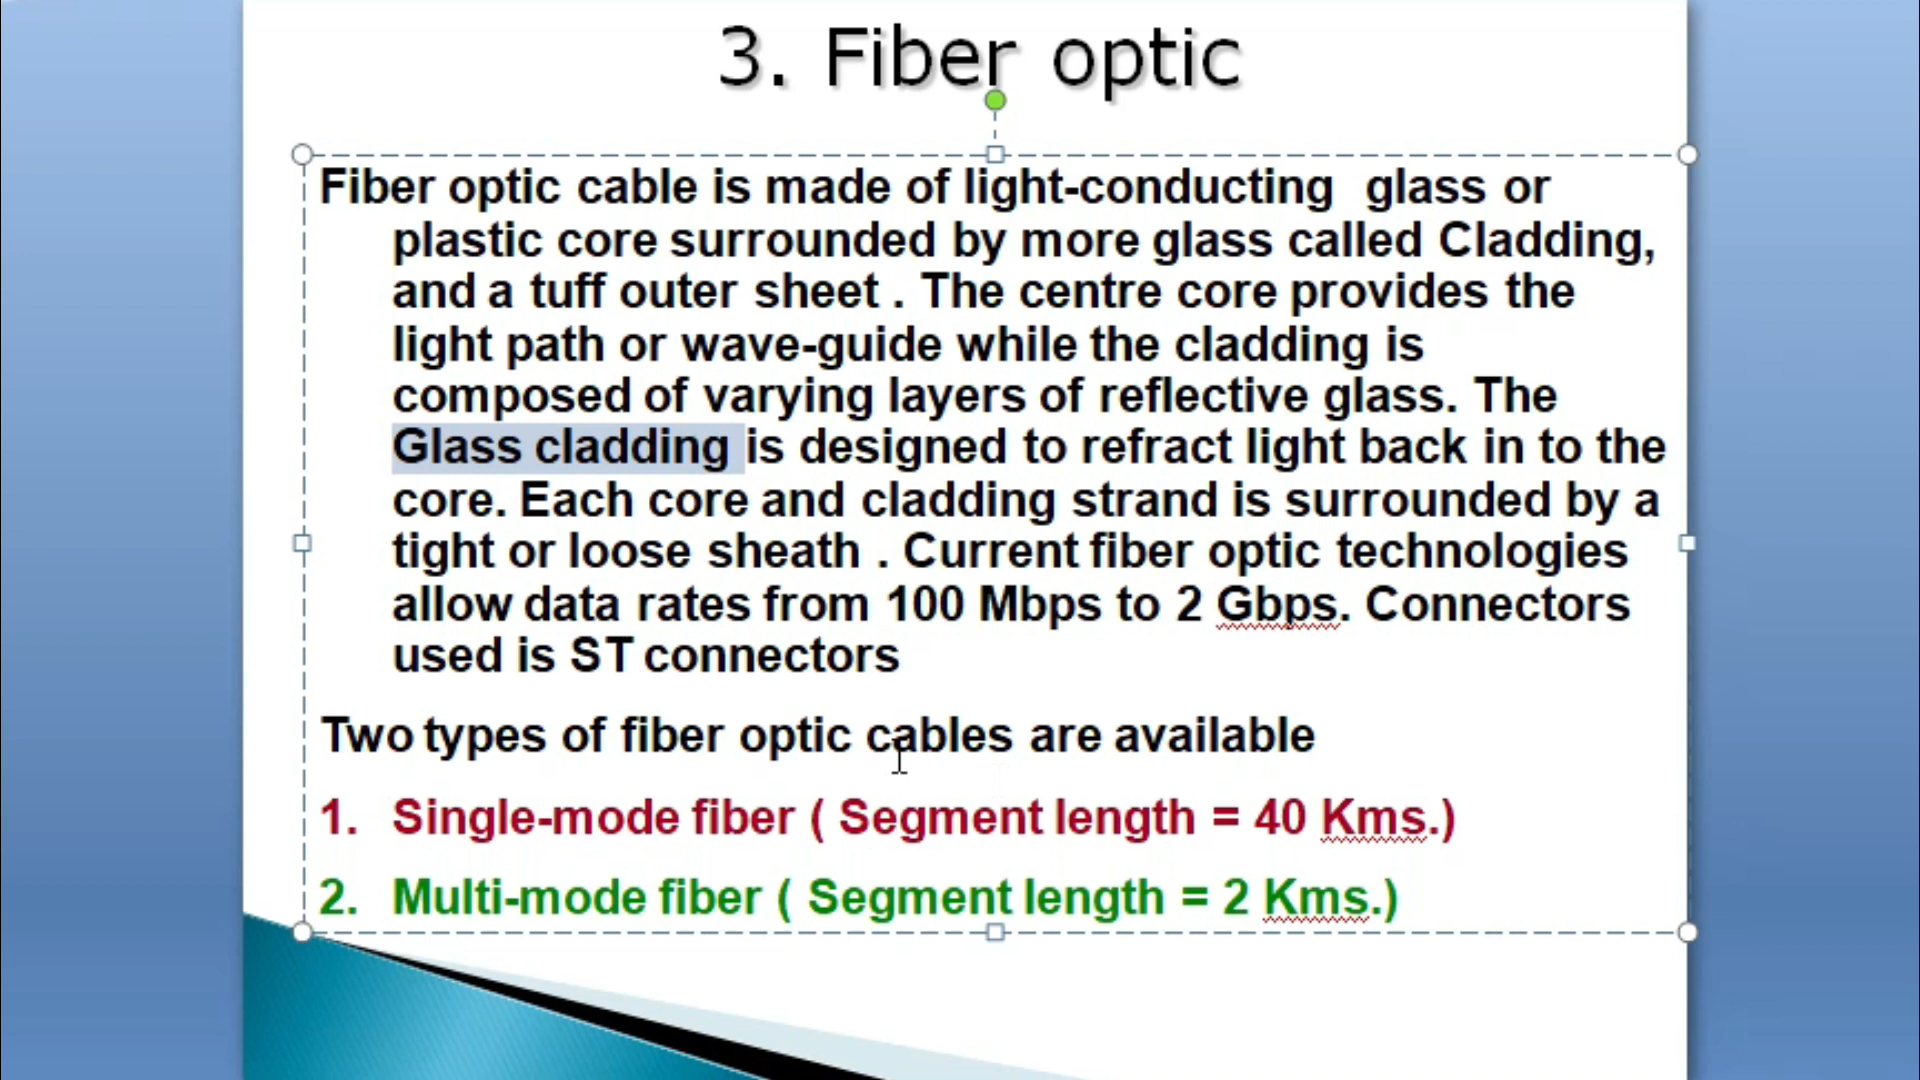 3. Fiber optic
Fiber optic cable is made of light-conducting glass or
plastic core surrounded by more glass called Cladding,
and a tuff outer sheet . The centre core provides the
light path or wave-guide while the cladding is
composed of varying layers of reflective glass. The
Glass cladding is designed to refract light back in to the
core. Each core and cladding strand is surrounded by a
tight or loose sheath . Current fiber optic technologies
allow data rates from 100 Mbps to 2 Gbps. Connectors
used is ST connectors
Two types of fiber optic cables are available
1. Single-mode fiber ( Segment length = 40 Kms.)
2. Multi-mode fiber ( Segment length = 2 Kms.)